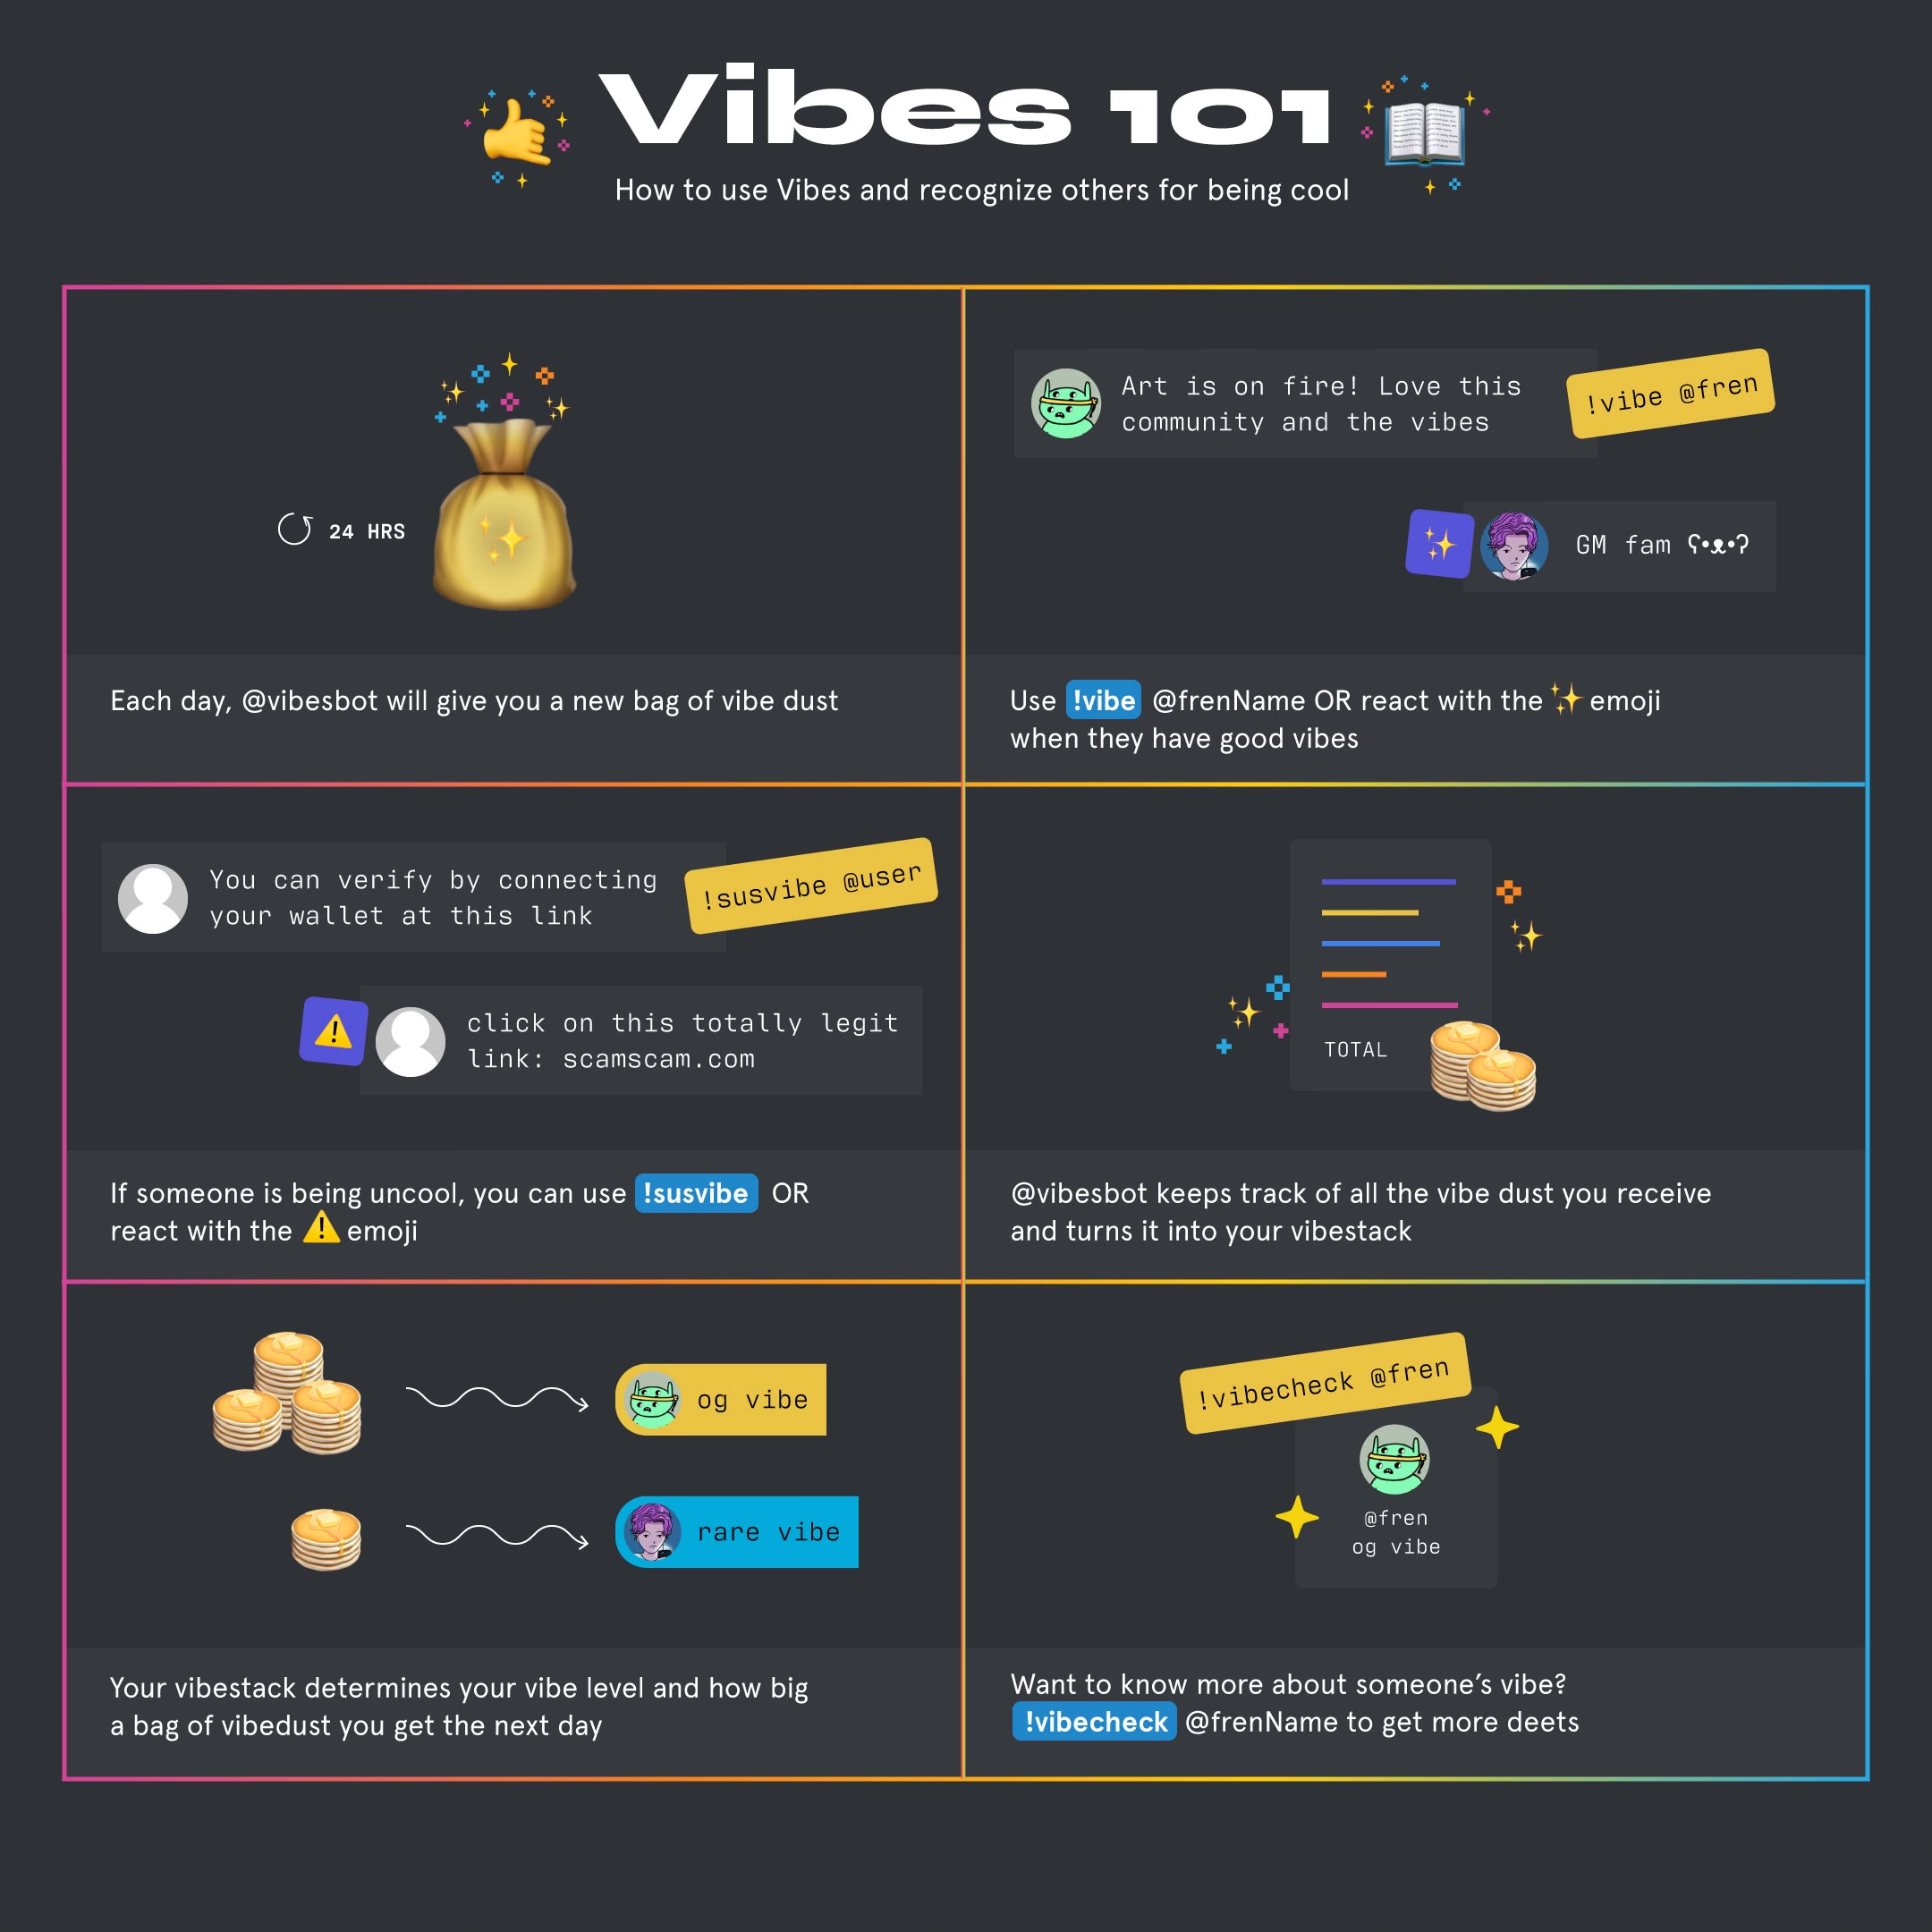 Vibes 101
How to use Vibes and recognize others for being cool
24 HRS
Each day, @vibesbot will give you a new bag of vibe dust
Art is on fire! Love this
community and the vibes
!vibe @fren
✨
GM fam ʕ•ᴥ•ʔ
Use !vibe @frenName OR react with the ✨ emoji
when they have good vibes
You can verify by connecting
your wallet at this link
!susvibe @user
⚠️
click on this totally legit
link: scamscam.com
If someone is being uncool, you can use !susvibe OR
react with the ⚠️ emoji
TOTAL
@vibesbot keeps track of all the vibe dust you receive
and turns it into your vibestack
og vibe
rare vibe
Your vibestack determines your vibe level and how big
a bag of vibedust you get the next day
!vibecheck @fren
@fren
og vibe
Want to know more about someone’s vibe?
!vibecheck @frenName to get more deets